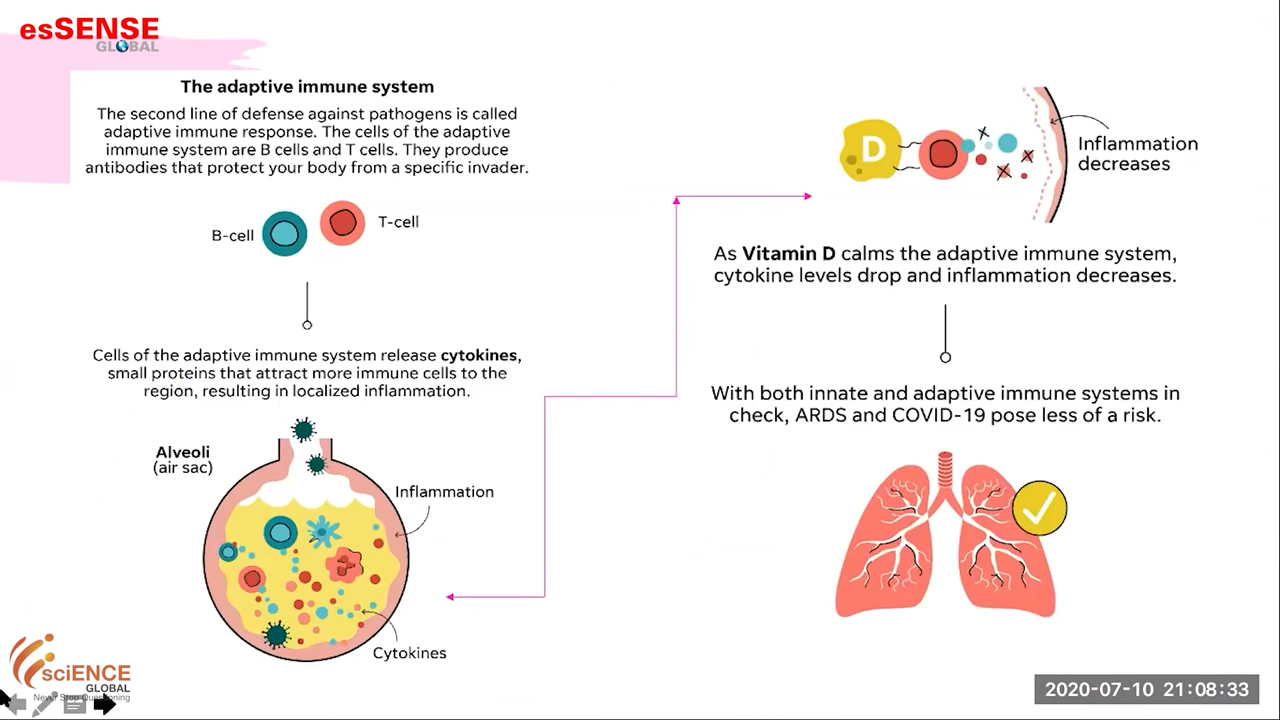 esSENSE
GLOBAL
The adaptive immune system
The second line of defense against pathogens is called
adaptive immune response. The cells of the adaptive
immune system are B cells and T cells. They produce
antibodies that protect your body from a specific invader.
B-cell
T-cell
Cells of the adaptive immune system release cytokines,
small proteins that attract more immune cells to the
region, resulting in localized inflammation.
Alveoli
(air sac)
Inflammation
Cytokines
D
Inflammation
decreases
As Vitamin D calms the adaptive immune system,
cytokine levels drop and inflammation decreases.
With both innate and adaptive immune systems in
check, ARDS and COVID-19 pose less of a risk.
sciENCE
GLOBAL
Never Stop Questioning
2020-07-10 21:08:33